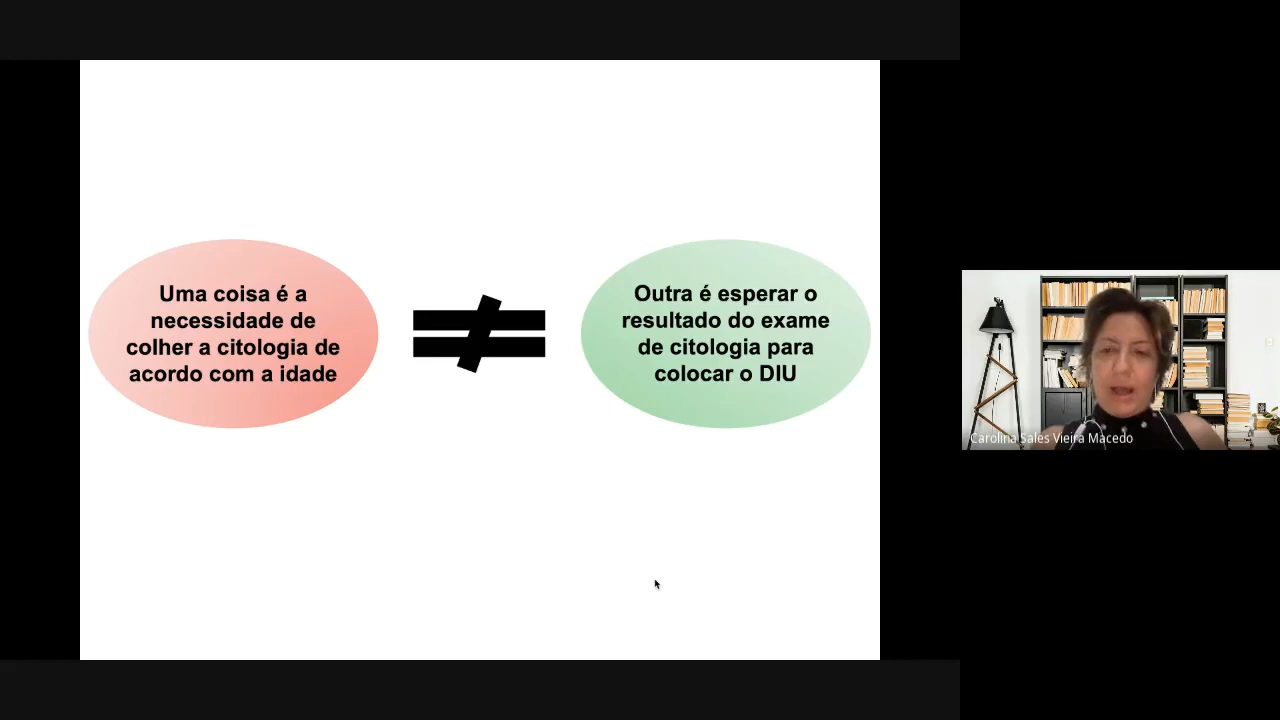 Uma coisa é a
necessidade de
colher a citologia de
acordo com a idade
≠
Outra é esperar o
resultado do exame
de citologia para
colocar o DIU
Carolina Sales Vieira Macedo